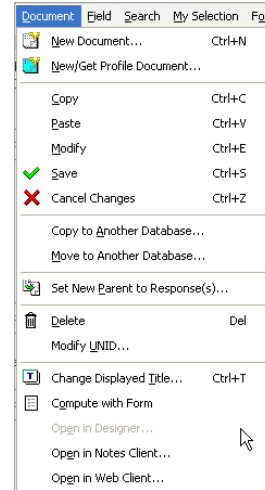 Document Field Search My Selection Fo
New Document... Ctrl+N
New/Get Profile Document...
Copy Ctrl+C
Paste Ctrl+V
Modify Ctrl+E
Save Ctrl+S
Cancel Changes Ctrl+Z
Copy to Another Database...
Move to Another Database...
Set New Parent to Response(s)...
Delete Del
Modify UNID...
Change Displayed Title... Ctrl+T
Compute with Form
Open in Designer...
Open in Notes Client...
Open in Web Client...